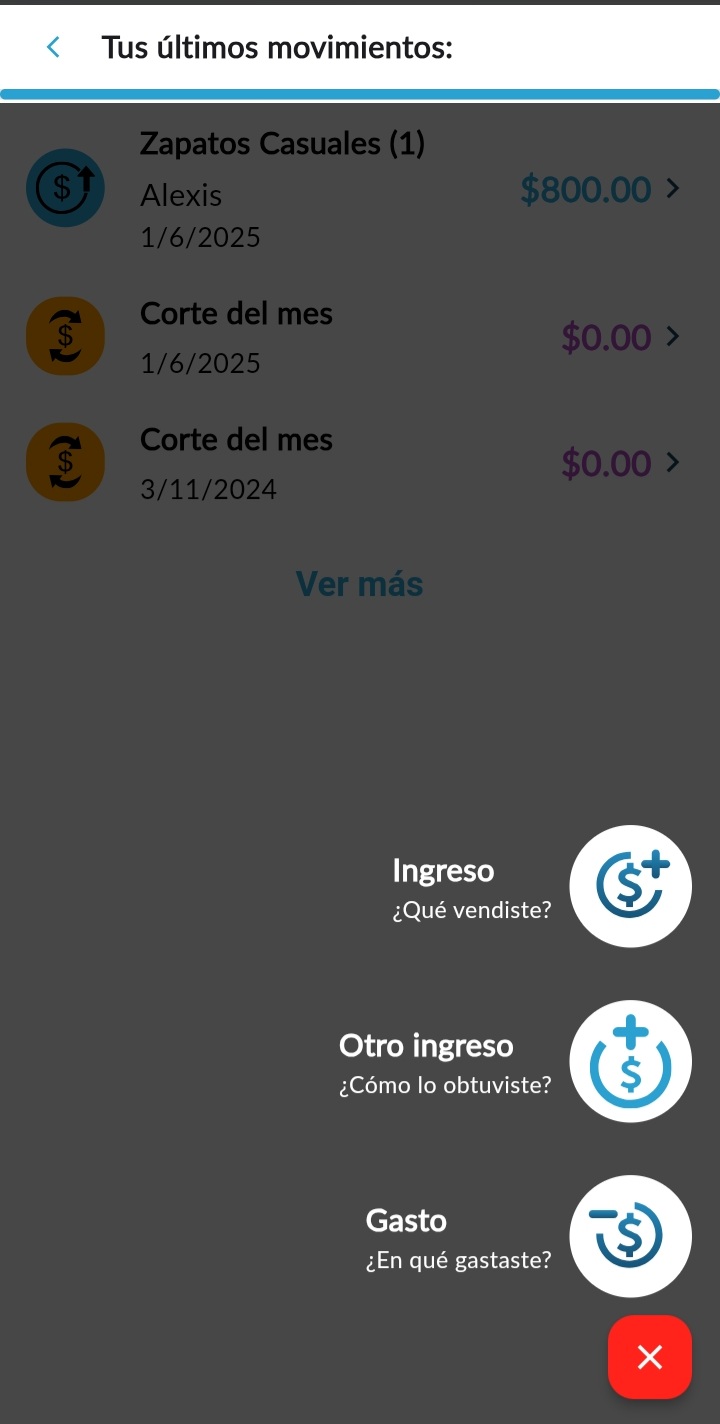 Tus últimos movimientos:
Zapatos Casuales (1)
Alexis
$800.00
1/6/2025
Corte del mes
$0.00
1/6/2025
Corte del mes
$0.00
3/11/2024
Ver más
Ingreso
¿Qué vendiste?
Otro ingreso
¿Cómo lo obtuviste?
Gasto
¿En qué gastaste?